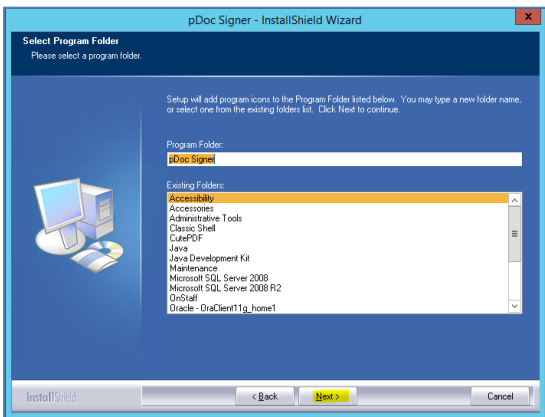 pDoc Signer - InstallShield Wizard
x
Select Program Folder
Please select a program folder.
Setup will add program icons to the Program Folder listed below. You may type a new folder name,
or select one from the existing folders list. Click Next to continue.
Program Folder:
pDoc Signer
Existing Folders:
Accessibility
Accessories
Administrative Tools
Classic Shell
CutePDF
Java
Java Development Kit
Maintenance
Microsoft SQL Server 2008
Microsoft SQL Server 2008 R2
OnStaff
Oracle - OraClient11g_home1
InstallShield
< Back
Next >
Cancel